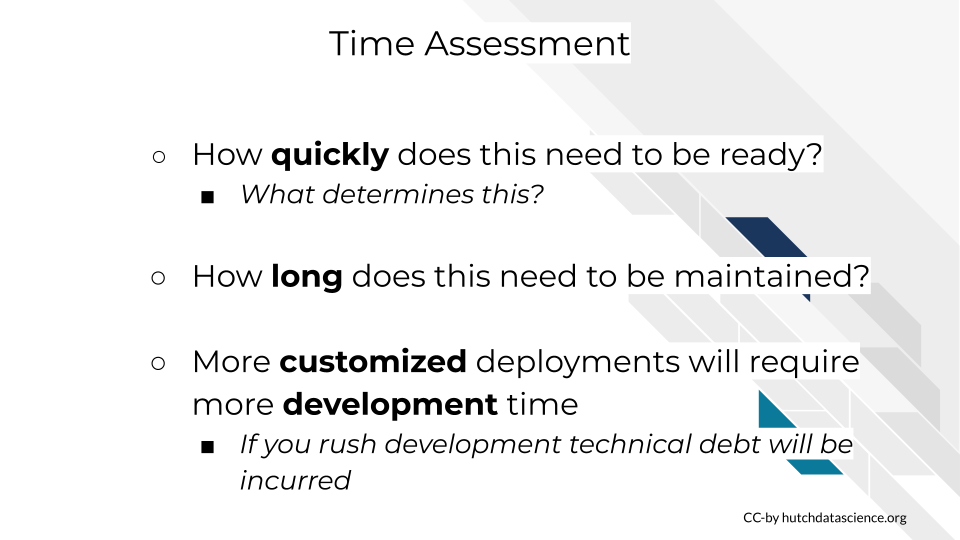 Time Assessment
○ How quickly does this need to be ready?
■ What determines this?
○ How long does this need to be maintained?
○ More customized deployments will require
more development time
■ If you rush development technical debt will be
incurred
CC-by hutchdatascience.org